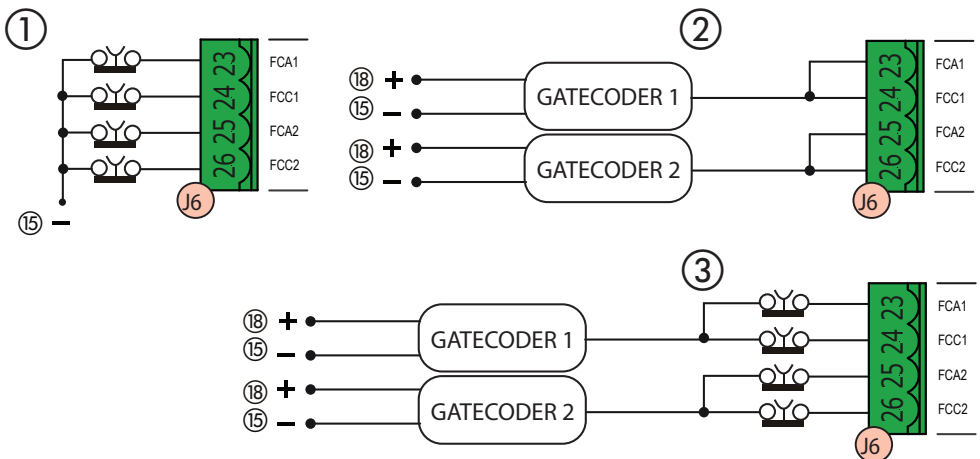 ①
23 FCA1
24 FCC1
25 FCA2
26 FCC2
J6
⑮ −
②
⑱ +
⑮ −
GATECODER 1
⑱ +
⑮ −
GATECODER 2
23 FCA1
24 FCC1
25 FCA2
26 FCC2
J6
③
⑱ +
⑮ −
GATECODER 1
⑱ +
⑮ −
GATECODER 2
23 FCA1
24 FCC1
25 FCA2
26 FCC2
J6